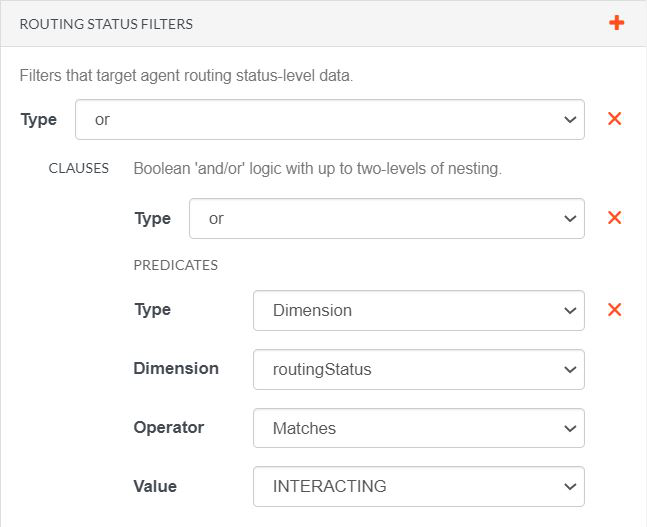 ROUTING STATUS FILTERS
Filters that target agent routing status-level data.
Type or
CLAUSES Boolean 'and/or' logic with up to two-levels of nesting.
Type or
PREDICATES
Type Dimension
Dimension routingStatus
Operator Matches
Value INTERACTING